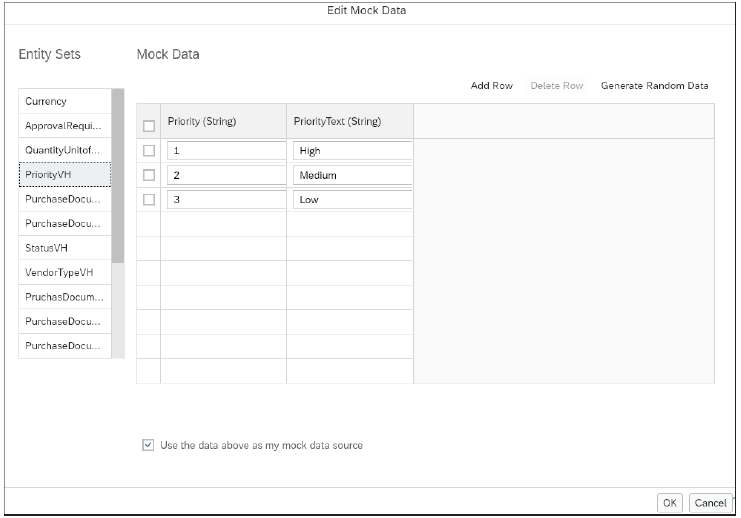 Edit Mock Data
Entity Sets
Mock Data
Add Row Delete Row Generate Random Data
Currency
ApprovalRequi...
QuantityUnitof...
PriorityVH
PurchaseDocu...
PurchaseDocu...
StatusVH
VendorTypeVH
PruchasDocum...
PurchaseDocu...
PurchaseDocu...
Priority (String) PriorityText (String)
1 High
2 Medium
3 Low
Use the data above as my mock data source
OK Cancel